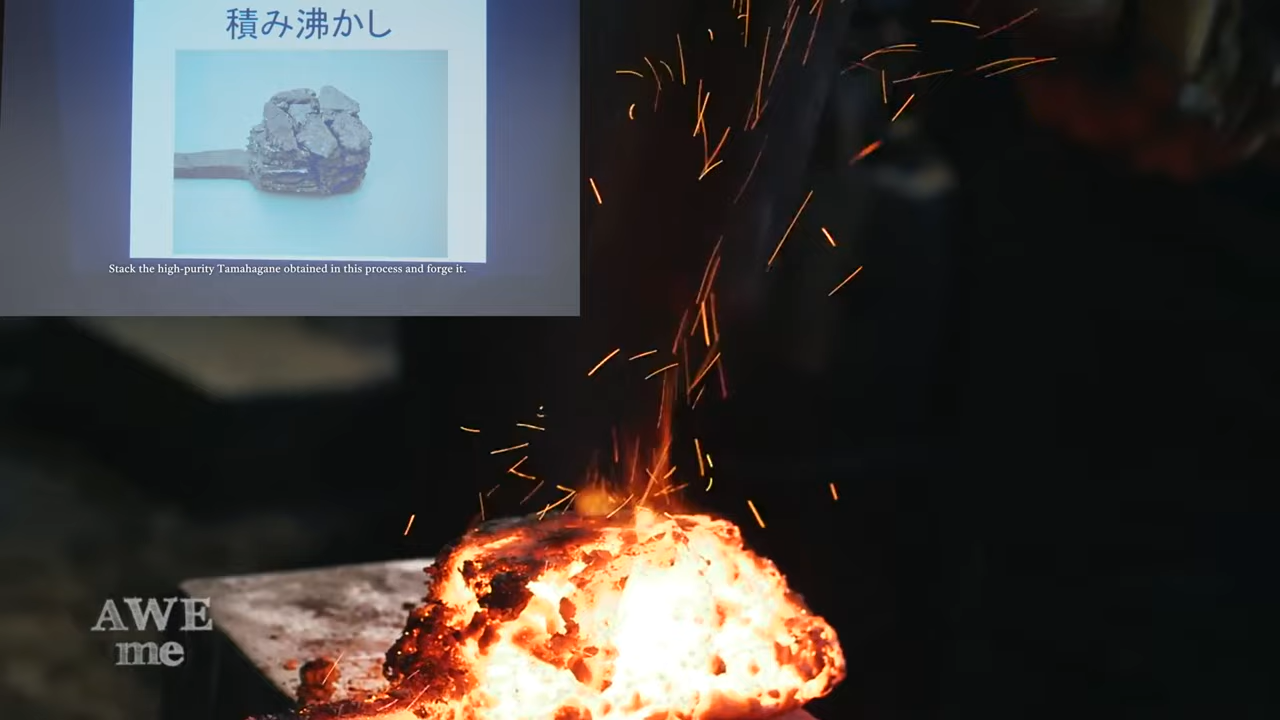 積み沸かし
Stack the high-purity Tamahagane obtained in this process and forge it.
AWE
me